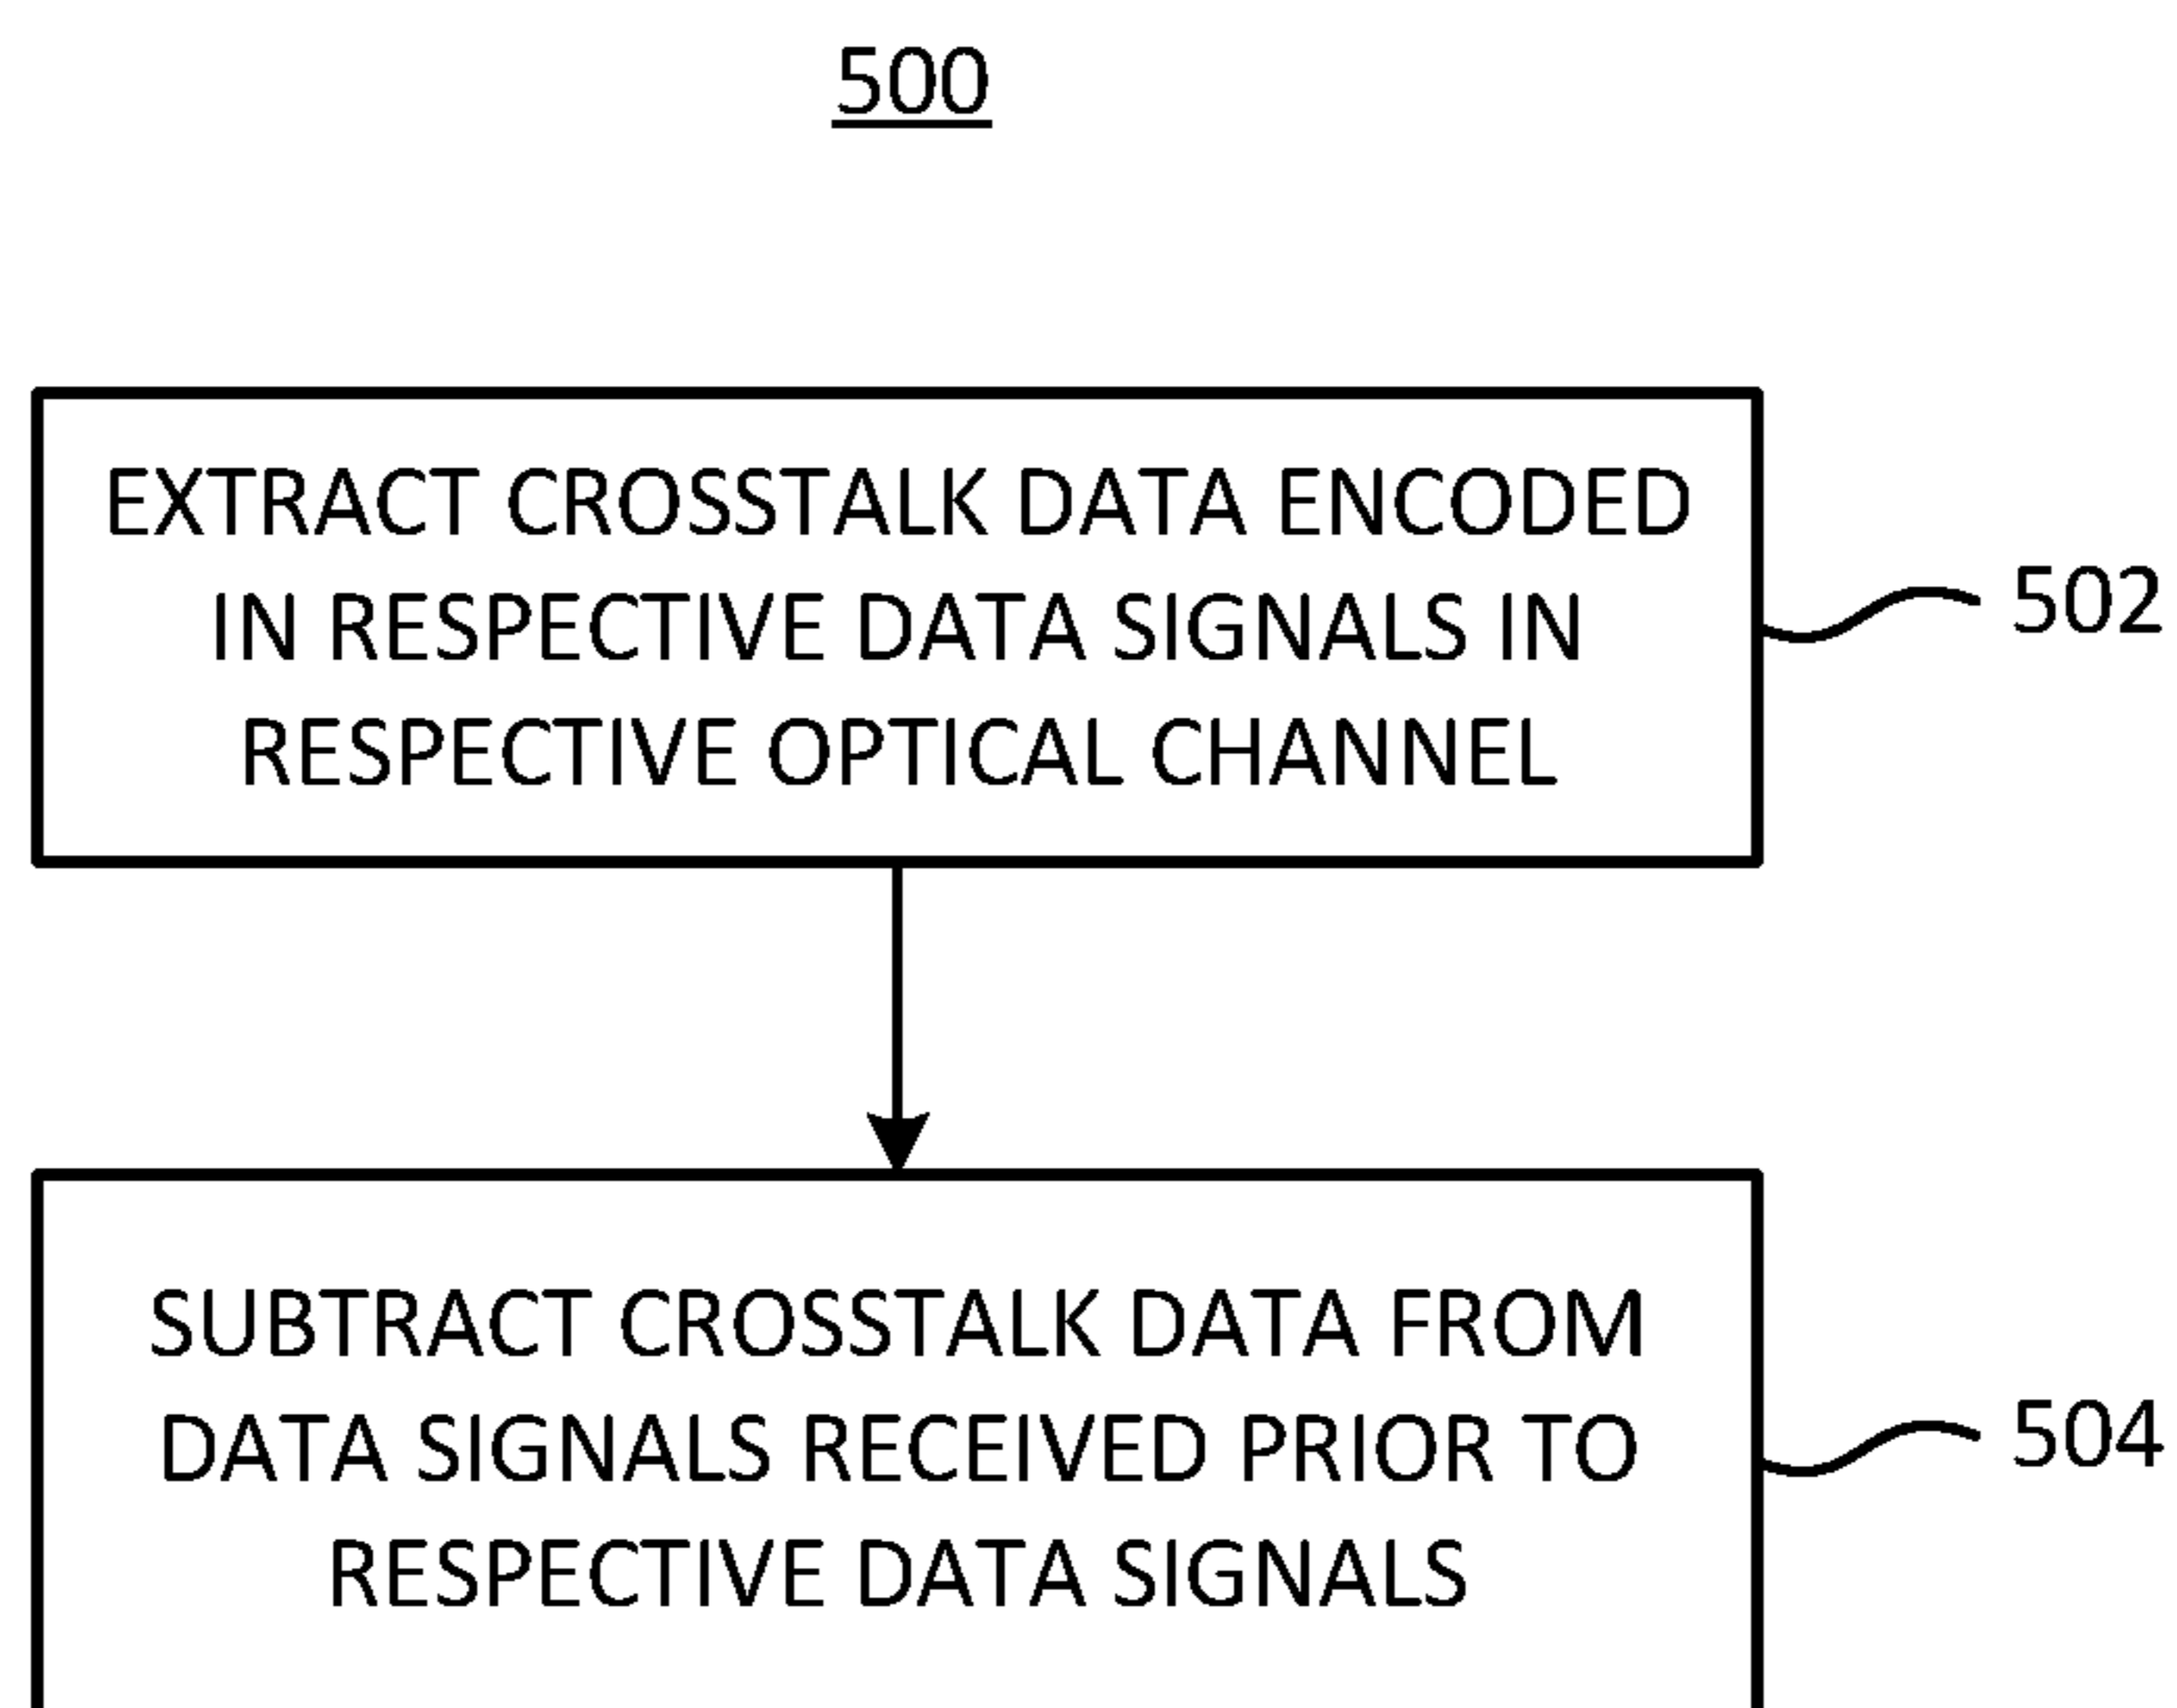 500
EXTRACT CROSSTALK DATA ENCODED
IN RESPECTIVE DATA SIGNALS IN
RESPECTIVE OPTICAL CHANNEL
502
SUBTRACT CROSSTALK DATA FROM
DATA SIGNALS RECEIVED PRIOR TO
RESPECTIVE DATA SIGNALS
504